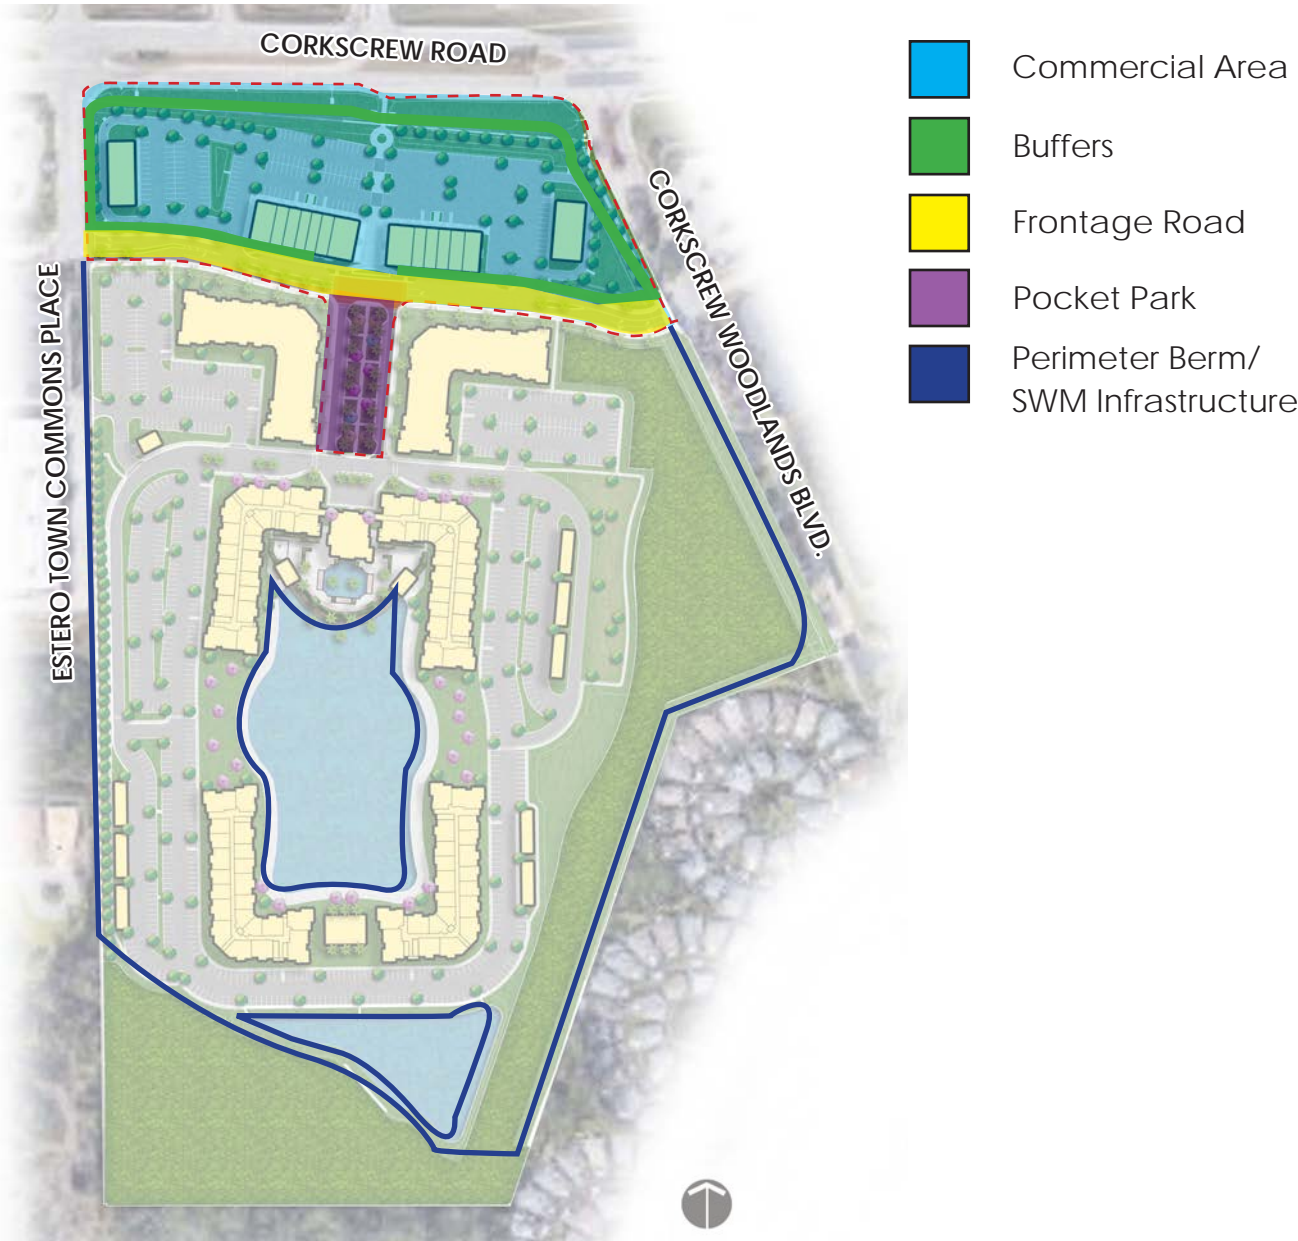 CORKSCREW ROAD
CORKSCREW WOODLANDS BLVD.
ESTERO TOWN COMMONS PLACE
Commercial Area
Buffers
Frontage Road
Pocket Park
Perimeter Berm/
SWM Infrastructure